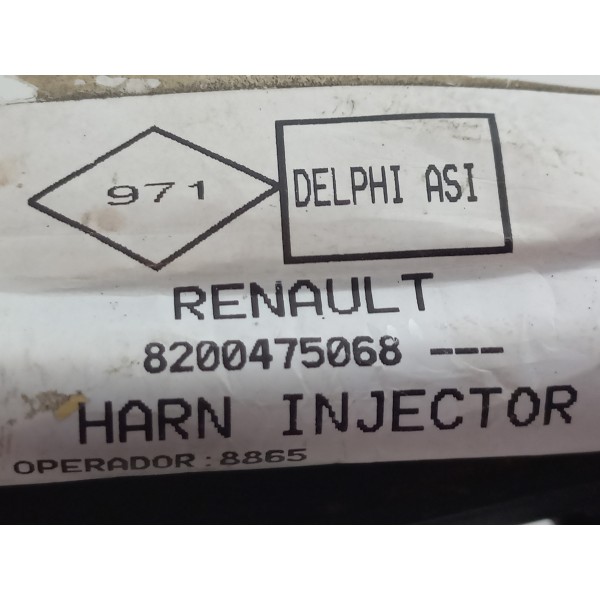 971
DELPHI ASI
RENAULT
8200475068 ---
HARN INJECTOR
OPERADOR:8865